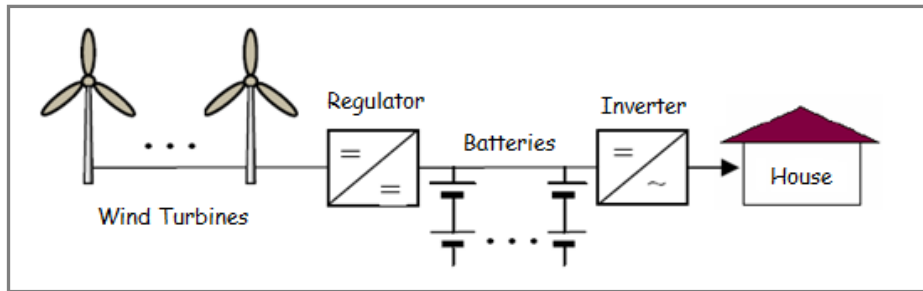 Regulator
Inverter
Batteries
House
Wind Turbines